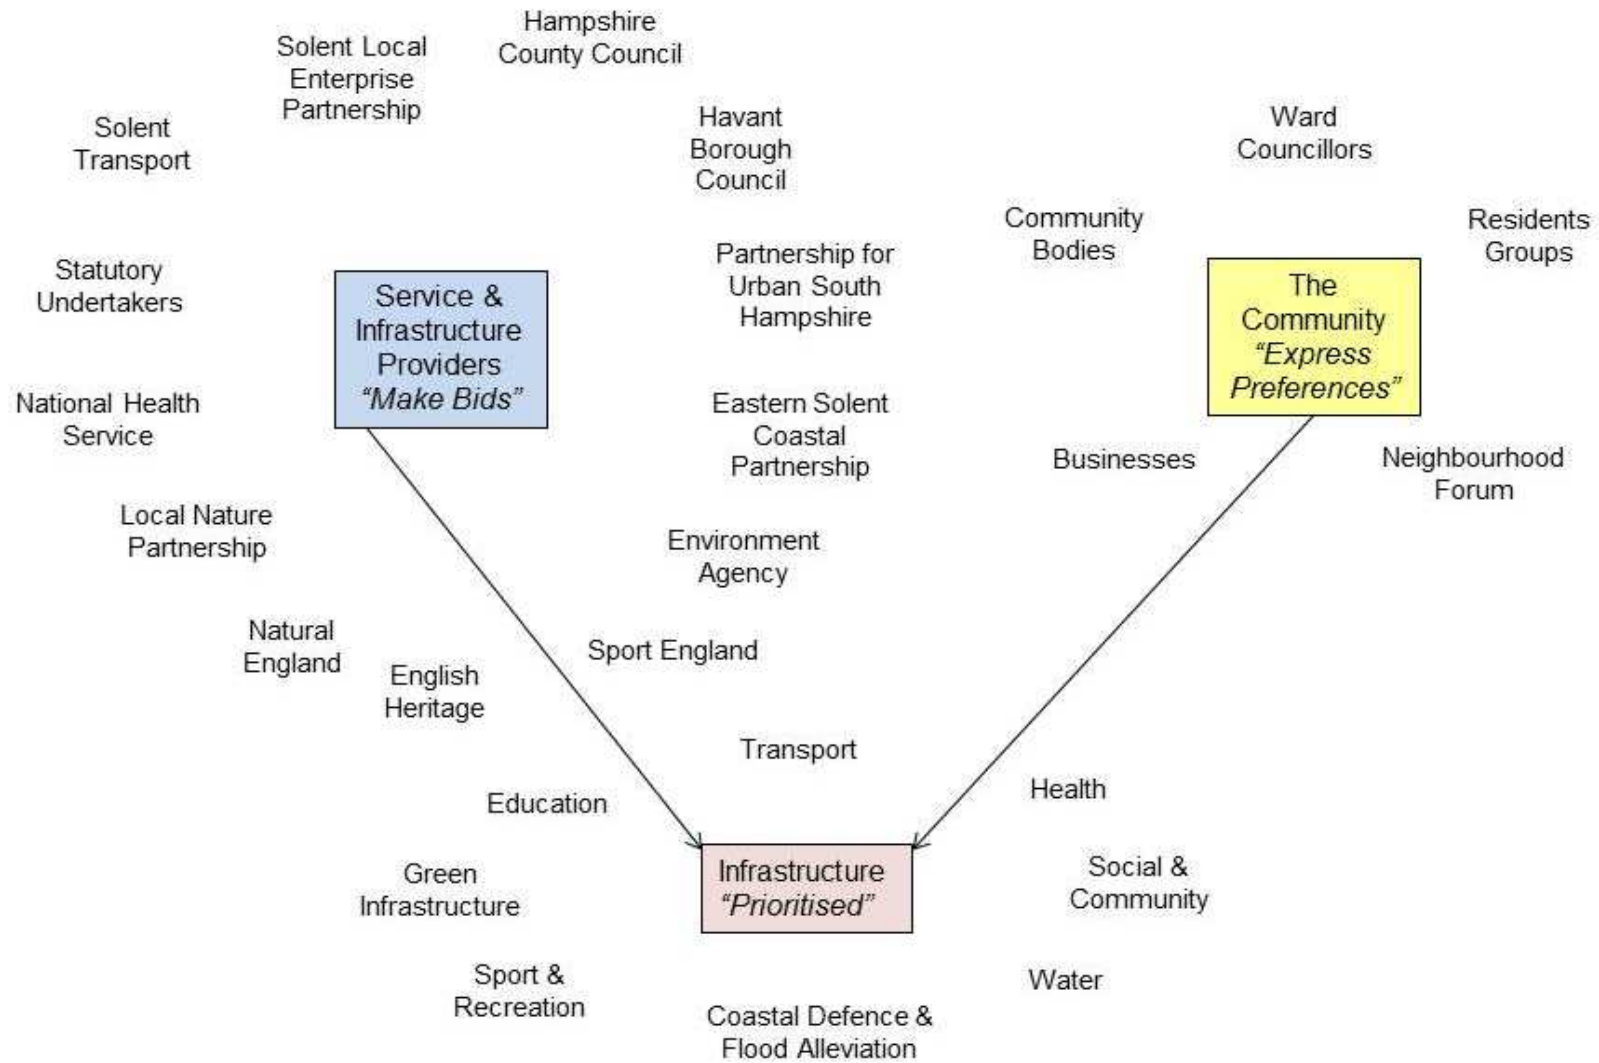 Hampshire
County Council
Solent Local
Enterprise
Partnership
Solent
Transport
Havant
Borough
Council
Ward
Councillors
Community
Bodies
Residents
Groups
Statutory
Undertakers
Service &
Infrastructure
Providers
“Make Bids”
Partnership for
Urban South
Hampshire
The
Community
“Express
Preferences”
National Health
Service
Eastern Solent
Coastal
Partnership
Businesses
Neighbourhood
Forum
Local Nature
Partnership
Environment
Agency
Natural
England
English
Heritage
Sport England
Transport
Education
Health
Green
Infrastructure
Infrastructure
“Prioritised”
Social &
Community
Sport &
Recreation
Water
Coastal Defence &
Flood Alleviation